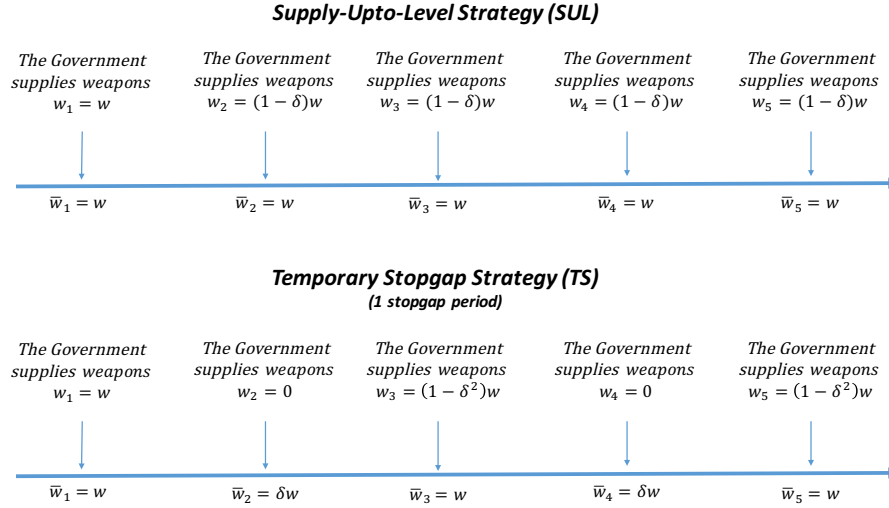 Supply-Upto-Level Strategy (SUL)
The Government The Government The Government The Government The Government
supplies weapons supplies weapons supplies weapons supplies weapons supplies weapons
w₁ = w w₂ = (1 − δ)w w₃ = (1 − δ)w w₄ = (1 − δ)w w₅ = (1 − δ)w
w̅₁ = w w̅₂ = w w̅₃ = w w̅₄ = w w̅₅ = w
Temporary Stopgap Strategy (TS)
(1 stopgap period)
The Government The Government The Government The Government The Government
supplies weapons supplies weapons supplies weapons supplies weapons supplies weapons
w₁ = w w₂ = 0 w₃ = (1 − δ²)w w₄ = 0 w₅ = (1 − δ²)w
w̅₁ = w w̅₂ = δw w̅₃ = w w̅₄ = δw w̅₅ = w